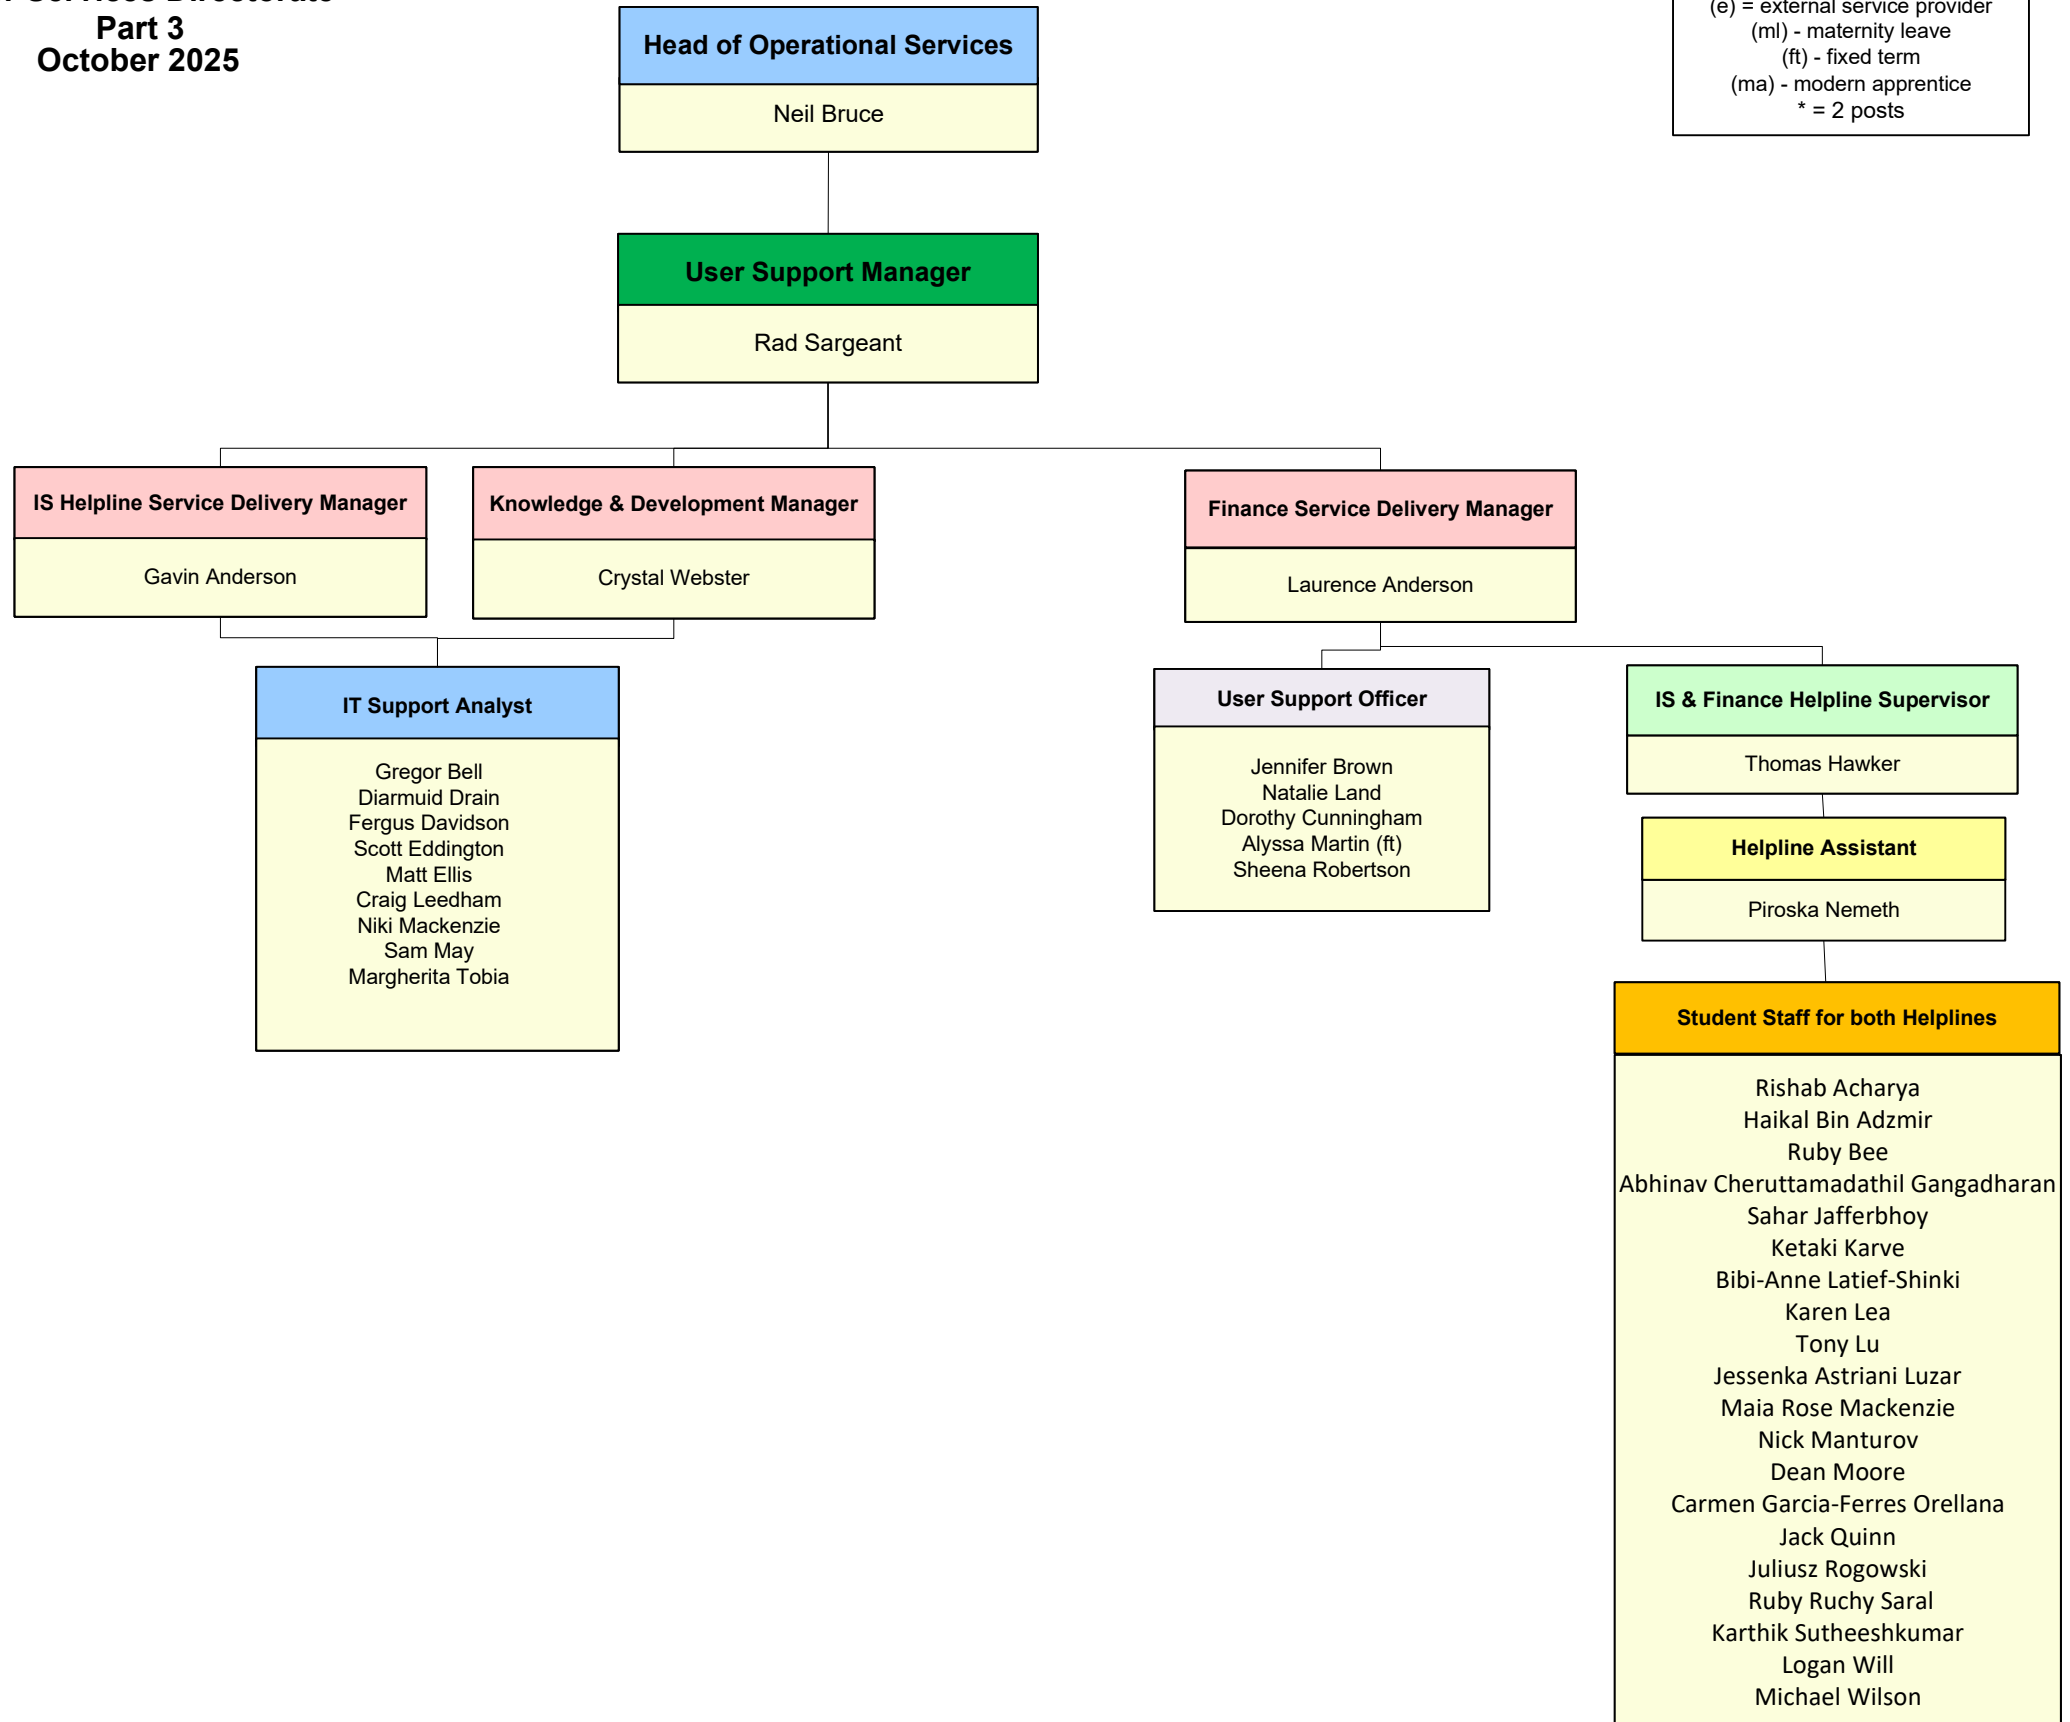 Services Directorate
Part 3
October 2025
(e) = external service provider
(ml) - maternity leave
(ft) - fixed term
(ma) - modern apprentice
* = 2 posts
Head of Operational Services
Neil Bruce
User Support Manager
Rad Sargeant
IS Helpline Service Delivery Manager
Gavin Anderson
Knowledge & Development Manager
Crystal Webster
Finance Service Delivery Manager
Laurence Anderson
IT Support Analyst
Gregor Bell
Diarmuid Drain
Fergus Davidson
Scott Eddington
Matt Ellis
Craig Leedham
Niki Mackenzie
Sam May
Margherita Tobia
User Support Officer
Jennifer Brown
Natalie Land
Dorothy Cunningham
Alyssa Martin (ft)
Sheena Robertson
IS & Finance Helpline Supervisor
Thomas Hawker
Helpline Assistant
Piroska Nemeth
Student Staff for both Helplines
Rishab Acharya
Haikal Bin Adzmir
Ruby Bee
Abhinav Cheruttamadathil Gangadharan
Sahar Jafferbhoy
Ketaki Karve
Bibi-Anne Latief-Shinki
Karen Lea
Tony Lu
Jessenka Astriani Luzar
Maia Rose Mackenzie
Nick Manturov
Dean Moore
Carmen Garcia-Ferres Orellana
Jack Quinn
Juliusz Rogowski
Ruby Ruchy Saral
Karthik Sutheeshkumar
Logan Will
Michael Wilson